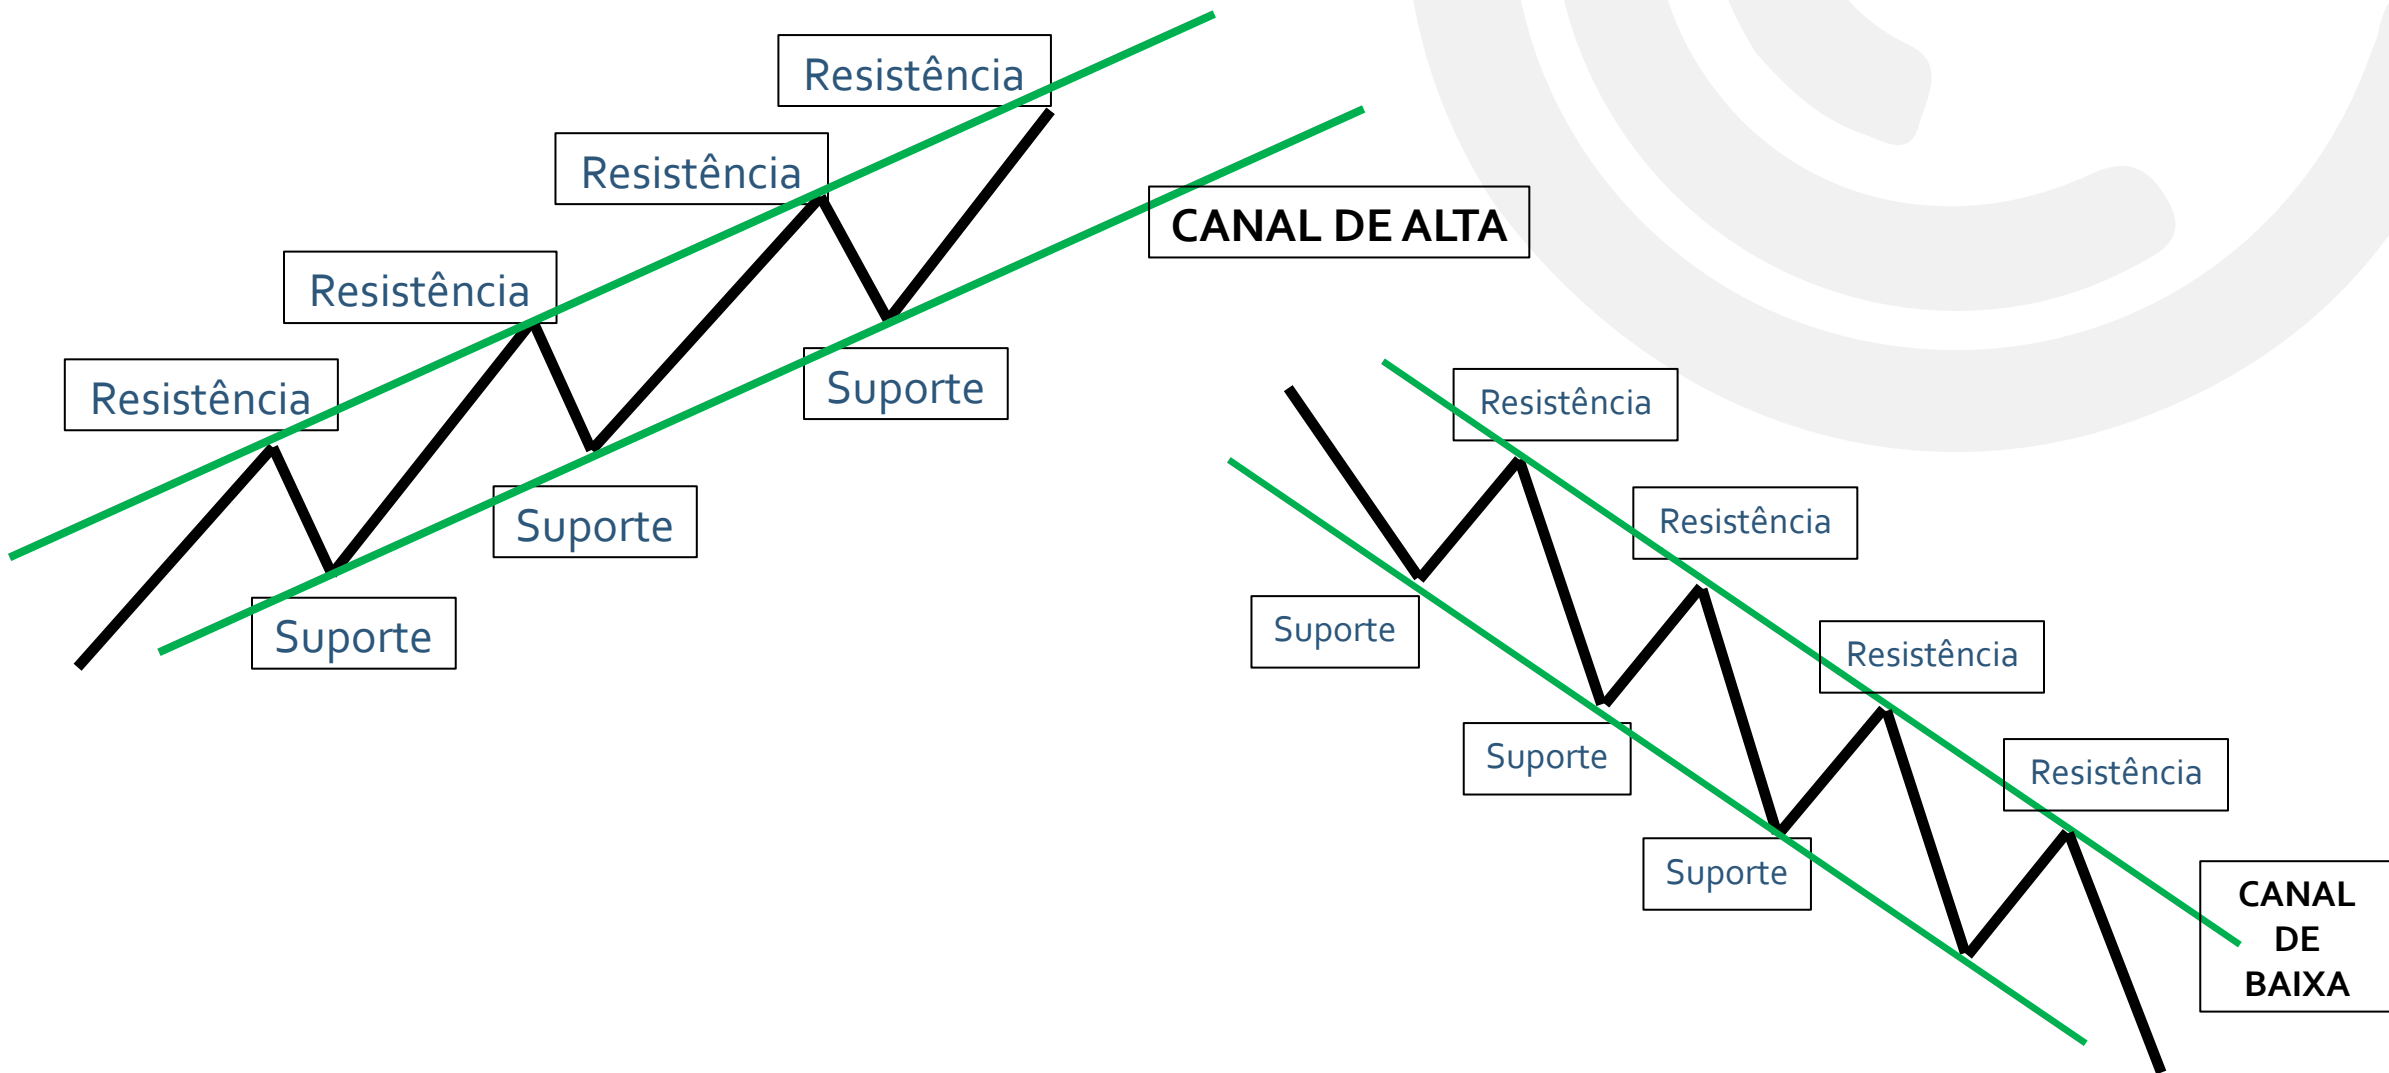 Resistência
Resistência
Resistência
Resistência
CANAL DE ALTA
Suporte
Suporte
Suporte
Resistência
Resistência
Resistência
Resistência
Suporte
Suporte
Suporte
CANAL
DE
BAIXA